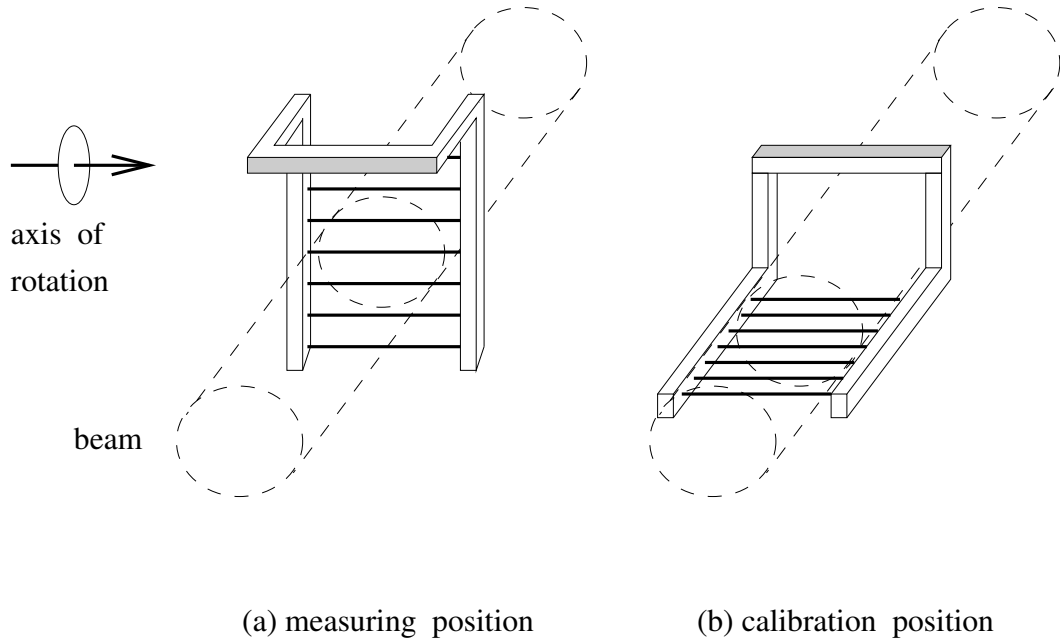 axis of
rotation
beam
(a) measuring position
(b) calibration position